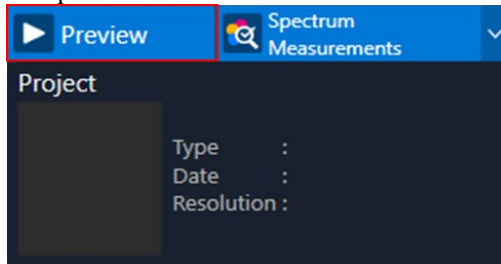 Preview
Spectrum
Measurements
Project
Type :
Date :
Resolution :